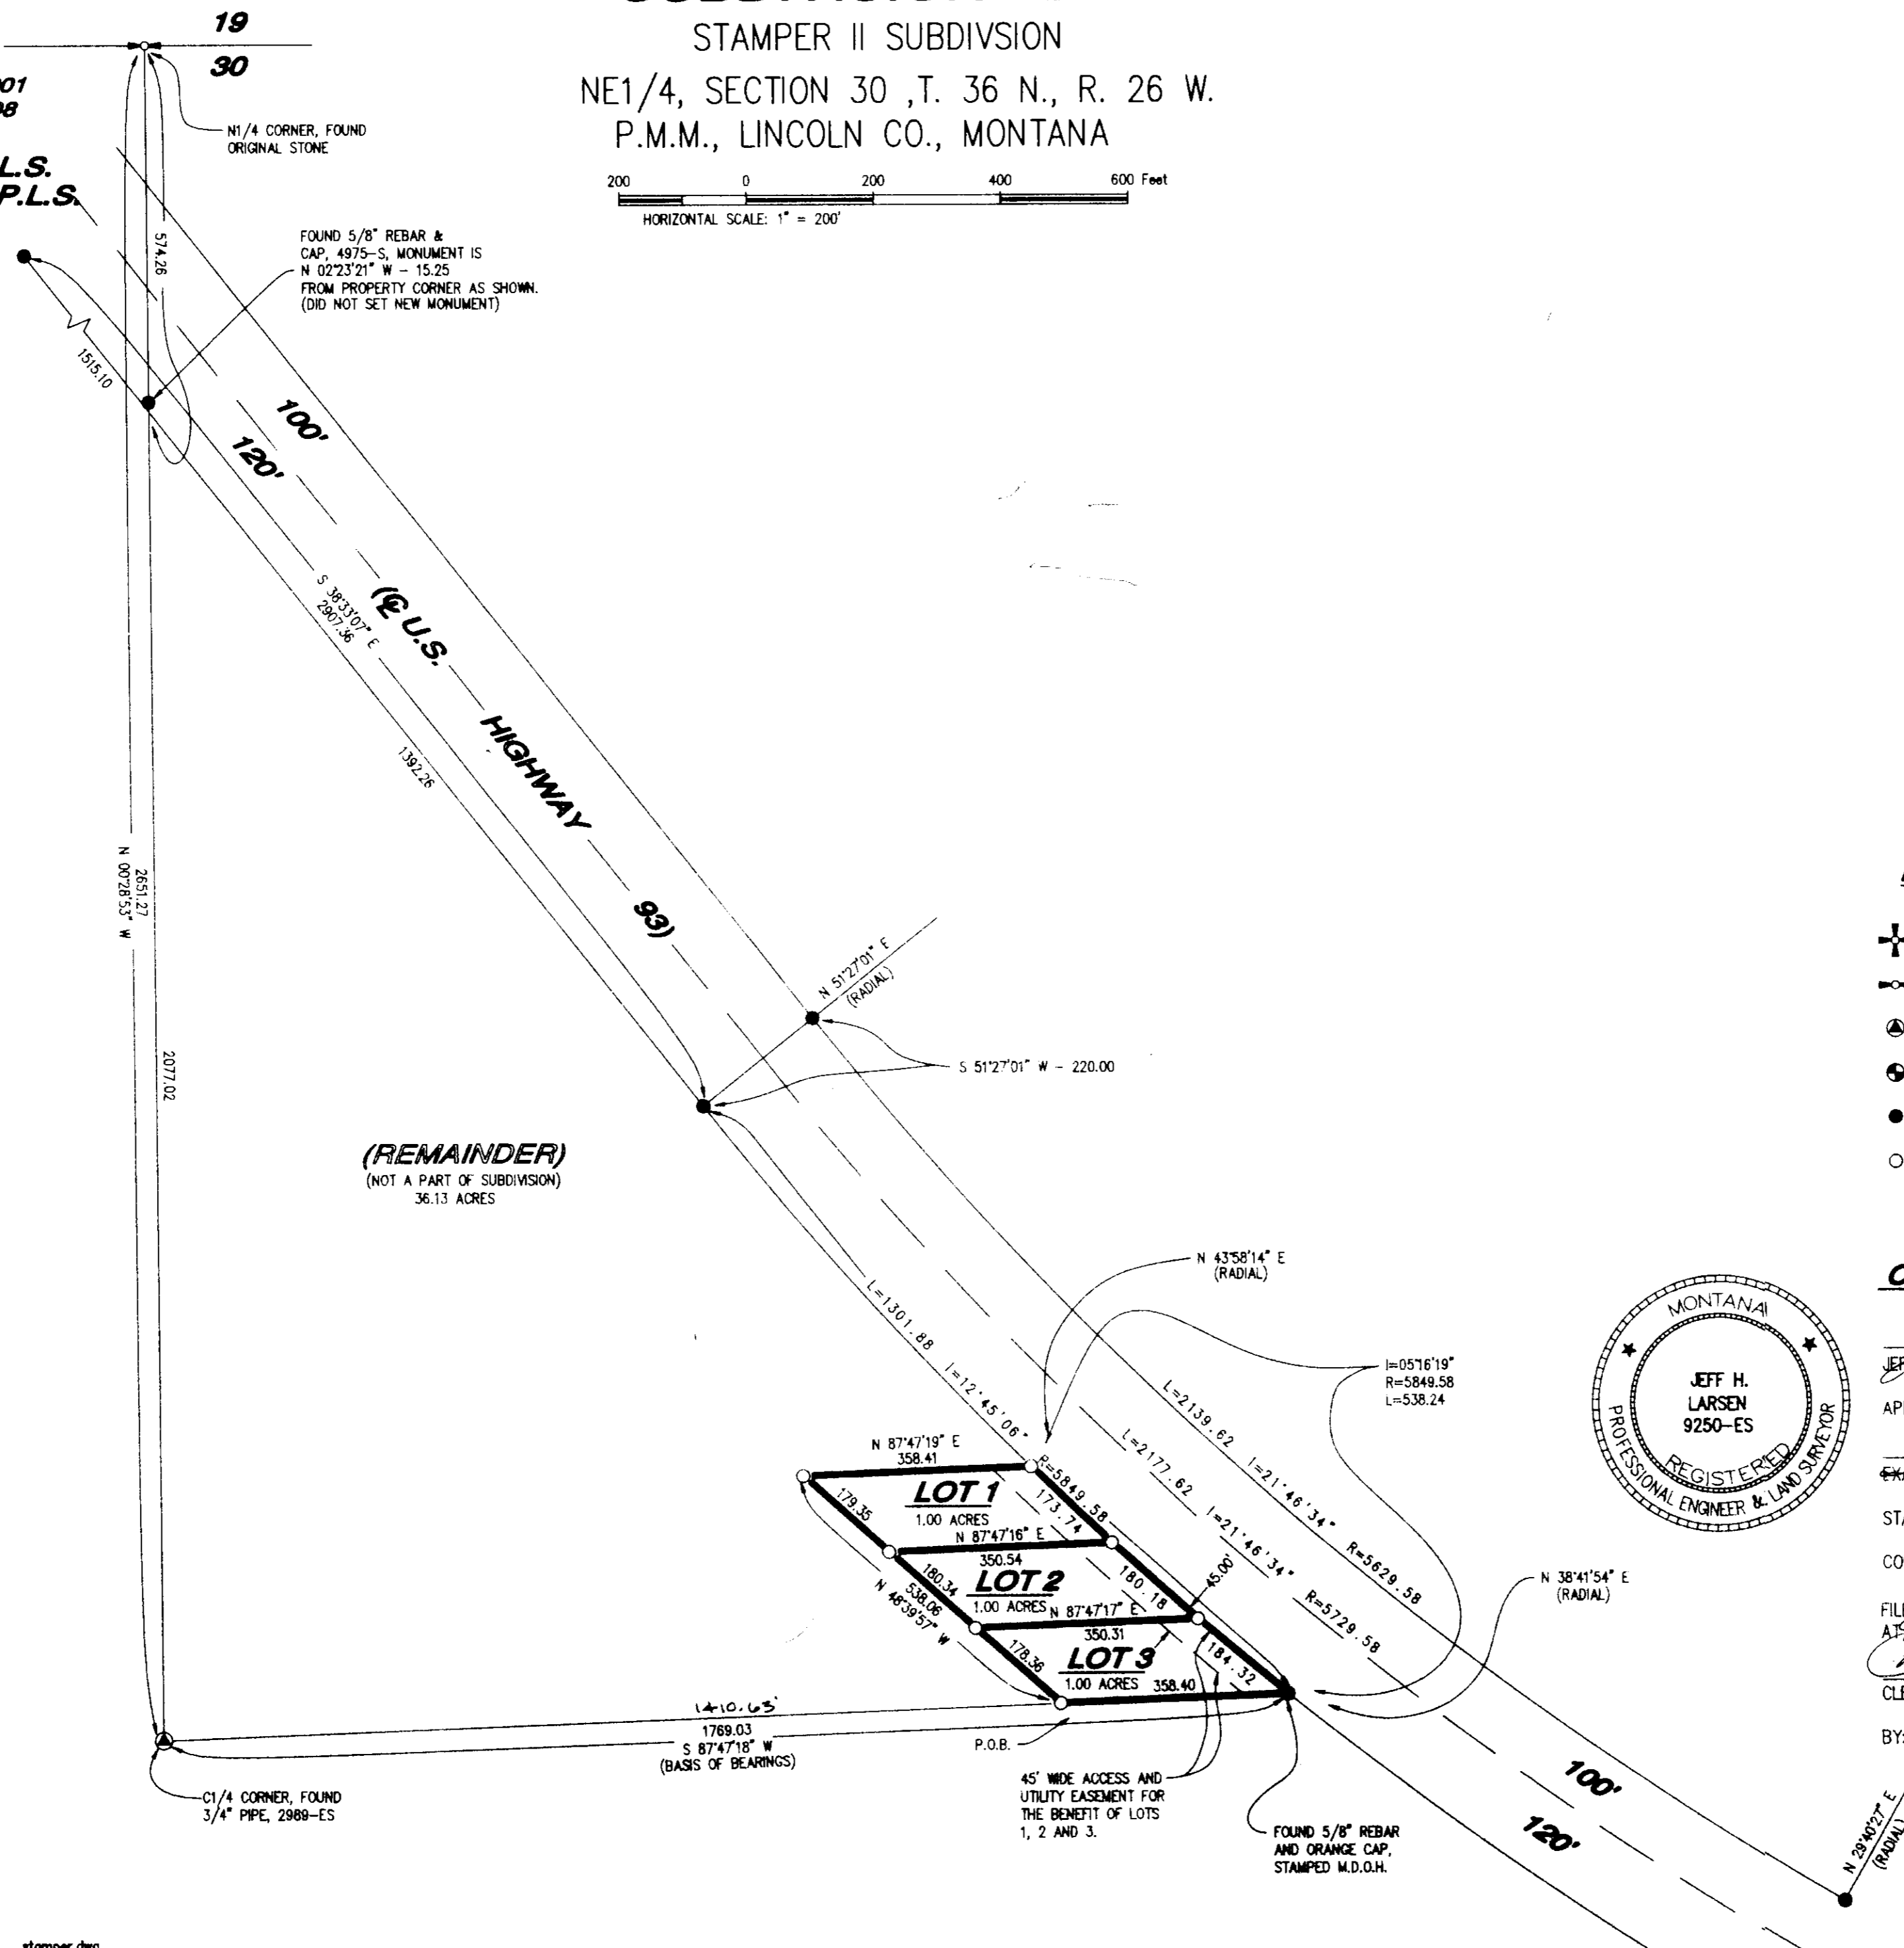 STAMPER II SUBDIVSION
NE1/4, SECTION 30 ,T. 36 N., R. 26 W.
P.M.M., LINCOLN CO., MONTANA
200 0 200 400 600 Feet
HORIZONTAL SCALE: 1" = 200'
19
30
L.S.
P.L.S.
N1/4 CORNER, FOUND
ORIGINAL STONE
574.26
FOUND 5/8" REBAR &
CAP, 4975-S, MONUMENT IS
N 02°23'21" W - 15.25
FROM PROPERTY CORNER AS SHOWN.
(DID NOT SET NEW MONUMENT)
1515.10
100'
120'
S 38°33'07" E
2907.36
(℄ U.S.
HIGHWAY
93)
1392.26
2651.27
N 00°28'53" W
2077.02
N 51°27'01" E
(RADIAL)
S 51°27'01" W - 220.00
(REMAINDER)
(NOT A PART OF SUBDIVISION)
36.13 ACRES
N 43°58'14" E
(RADIAL)
L=1301.88 I=12°45'06" R=5849.58
I=05°16'19"
R=5849.58
L=538.24
L=2139.62 I=21°46'34" R=5629.58
L=2177.62 I=21°46'34" R=5729.58
MONTANA
JEFF H.
LARSEN
9250-ES
REGISTERED
PROFESSIONAL ENGINEER & LAND SURVEYOR
N 87°47'19" E
358.41
LOT 1
1.00 ACRES
179.35
173.74
N 87°47'16" E
350.54
LOT 2
1.00 ACRES
180.34
180.18
538.06
N 48°39'57" W
45.00'
N 87°47'17" E
350.31
LOT 3
1.00 ACRES
178.36
184.32
358.40
N 38°41'54" E
(RADIAL)
1410.63'
1769.03
S 87°47'18" W
(BASIS OF BEARINGS)
P.O.B.
C1/4 CORNER, FOUND
3/4" PIPE, 2989-ES
45' WIDE ACCESS AND
UTILITY EASEMENT FOR
THE BENEFIT OF LOTS
1, 2 AND 3.
FOUND 5/8" REBAR
AND ORANGE CAP,
STAMPED M.D.O.H.
100'
120'
N 29°40'27" E
(RADIAL)
BY:
stamper.dwg